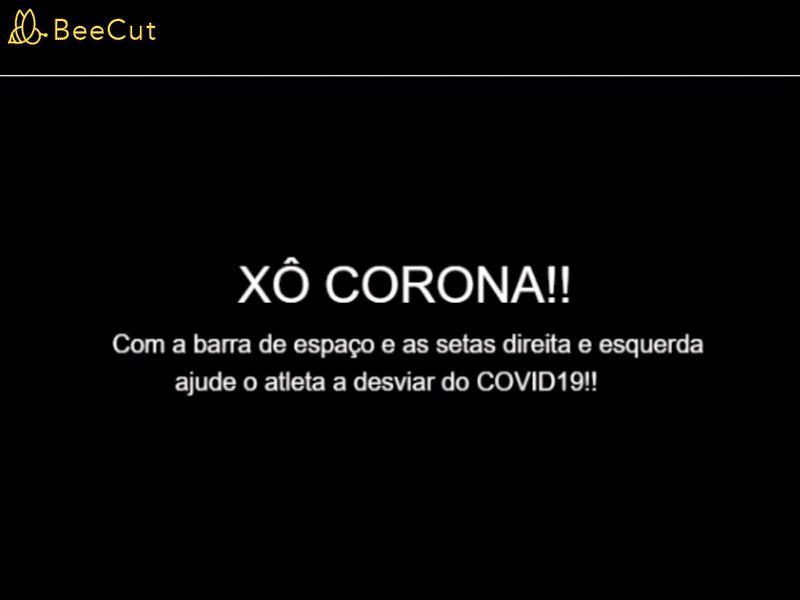 BeeCut
XÔ CORONA!!
Com a barra de espaço e as setas direita e esquerda
ajude o atleta a desviar do COVID19!!